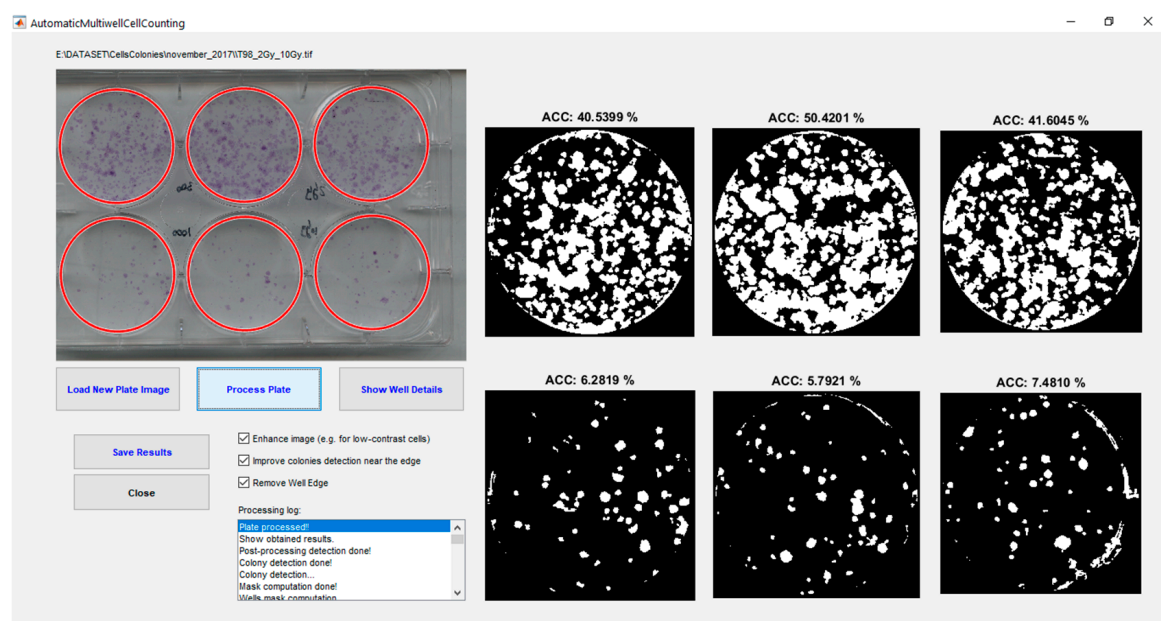 AutomaticMultiwellCellCounting
E:\DATASET\CellsColonies\november_2017\\T98_2Gy_10Gy.tif
ACC: 40.5399 %
ACC: 50.4201 %
ACC: 41.6045 %
ACC: 6.2819 %
ACC: 5.7921 %
ACC: 7.4810 %
Load New Plate Image
Process Plate
Show Well Details
Save Results
Close
Enhance image (e.g. for low-contrast cells)
Improve colonies detection near the edge
Remove Well Edge
Processing log:
Plate processed!!
Show obtained results.
Post-processing detection done!
Colony detection done!
Colony detection...
Mask computation done!
Wells mask computation